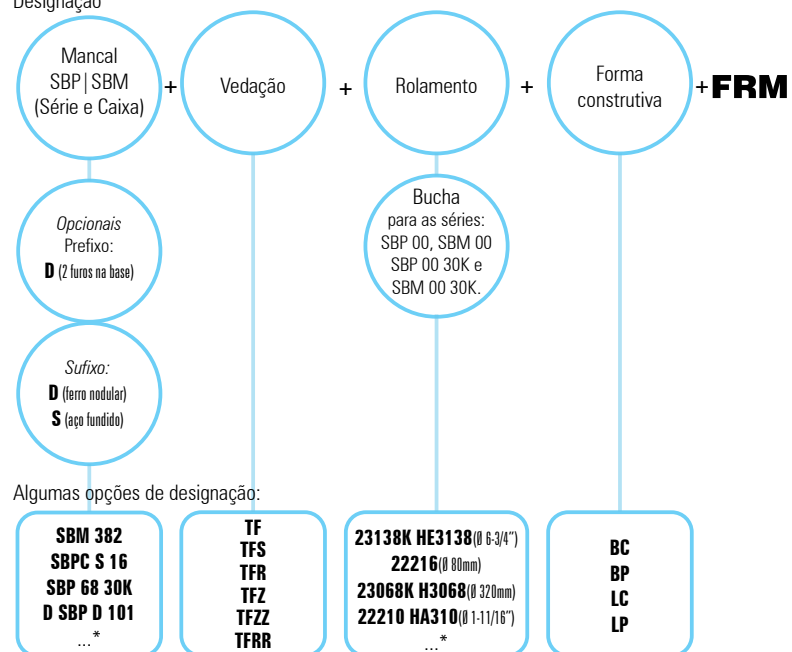 Designação
Mancal
SBP|SBM
(Série e Caixa)
+
Vedação
+
Rolamento
+
Forma
construtiva
+FRM
Opcionais
Prefixo:
D (2 furos na base)
Bucha
para as séries:
SBP 00, SBM 00
SBP 00 30K e
SBM 00 30K.
Sufixo:
D (ferro nodular)
S (aço fundido)
Algumas opções de designação:
SBM 382
SBPC S 16
SBP 68 30K
D SBP D 101
...*
TF
TFS
TFR
TFZ
TFZZ
TFRR
23138K HE3138(Ø 6-3/4”)
22216(Ø 80mm)
23068K H3068(Ø 320mm)
22210 HA310(Ø 1-11/16”)
...*
BC
BP
LC
LP